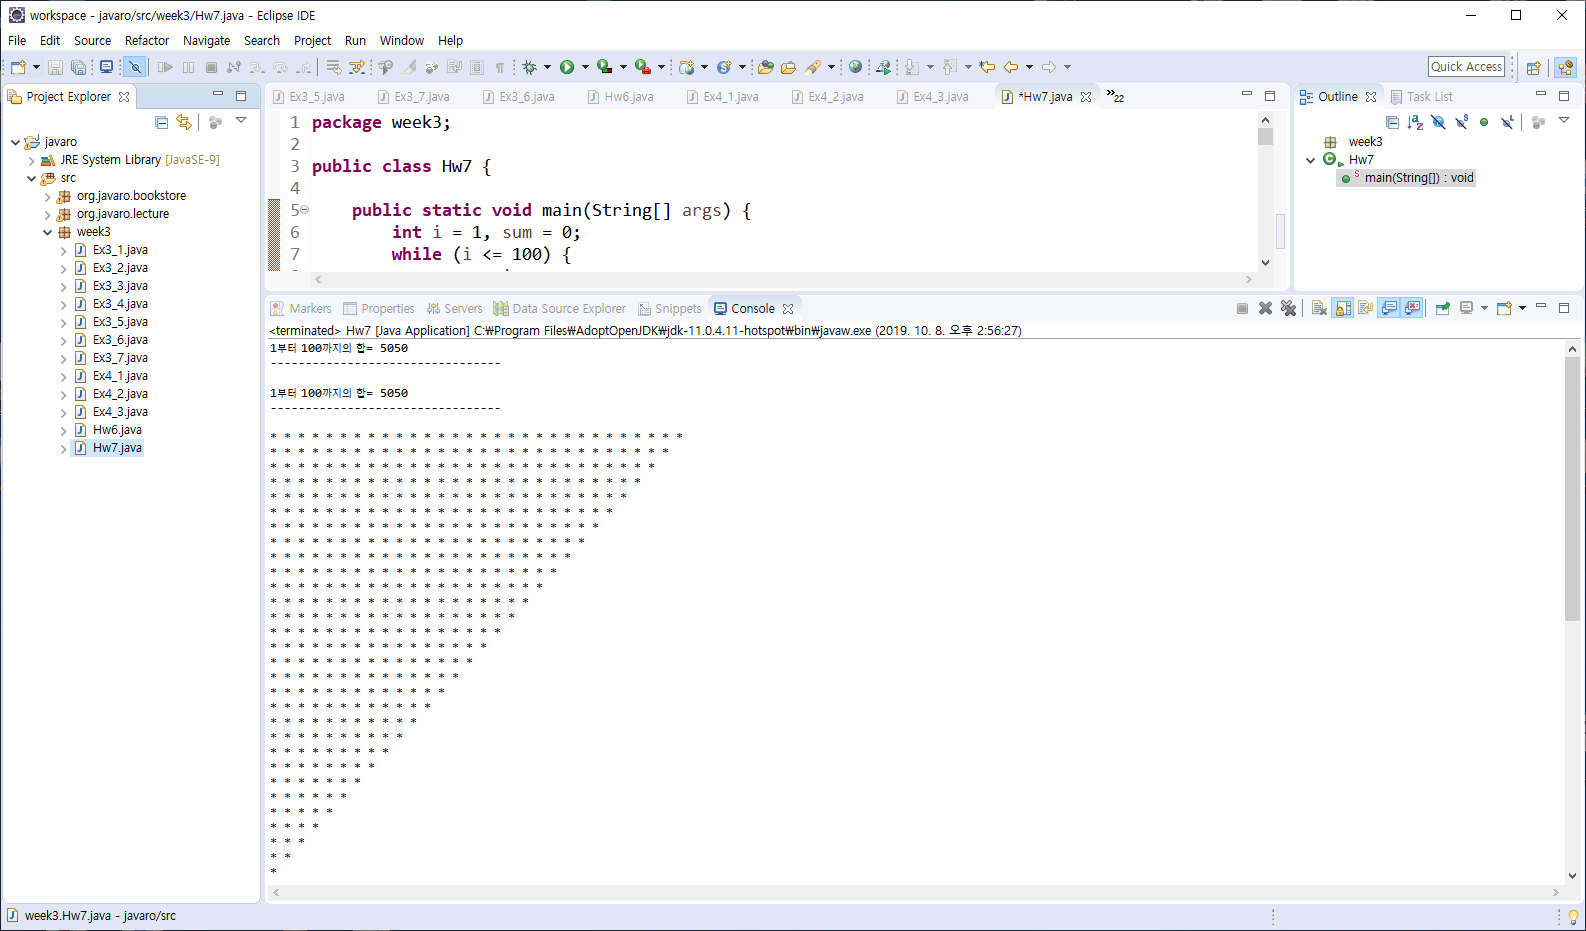 workspace - javaro/src/week3/Hw7.java - Eclipse IDE
File Edit Source Refactor Navigate Search Project Run Window Help
Quick Access
Project Explorer
javaro
JRE System Library [JavaSE-9]
src
org.javaro.bookstore
org.javaro.lecture
week3
Ex3_1.java
Ex3_2.java
Ex3_3.java
Ex3_4.java
Ex3_5.java
Ex3_6.java
Ex3_7.java
Ex4_1.java
Ex4_2.java
Ex4_3.java
Hw6.java
Hw7.java
Ex3_5.java Ex3_7.java Ex3_6.java Hw6.java Ex4_1.java Ex4_2.java Ex4_3.java *Hw7.java »22
1 package week3;
2
3 public class Hw7 {
4
5 public static void main(String[] args) {
6 int i = 1, sum = 0;
7 while (i <= 100) {
Outline Task List
week3
Hw7
main(String[]) : void
Markers Properties Servers Data Source Explorer Snippets Console
<terminated> Hw7 [Java Application] C:₩Program Files₩AdoptOpenJDK₩jdk-11.0.4.11-hotspot₩bin₩javaw.exe (2019. 10. 8. 오후 2:56:27)
1부터 100까지의 합= 5050
---------------------------------
1부터 100까지의 합= 5050
---------------------------------
* * * * * * * * * * * * * * * * * * * * * * * * * * * * * *
* * * * * * * * * * * * * * * * * * * * * * * * * * * * *
* * * * * * * * * * * * * * * * * * * * * * * * * * * *
* * * * * * * * * * * * * * * * * * * * * * * * * * *
* * * * * * * * * * * * * * * * * * * * * * * * * *
* * * * * * * * * * * * * * * * * * * * * * * * *
* * * * * * * * * * * * * * * * * * * * * * * *
* * * * * * * * * * * * * * * * * * * * * * *
* * * * * * * * * * * * * * * * * * * * * *
* * * * * * * * * * * * * * * * * * * * *
* * * * * * * * * * * * * * * * * * * *
* * * * * * * * * * * * * * * * * * *
* * * * * * * * * * * * * * * * * *
* * * * * * * * * * * * * * * * *
* * * * * * * * * * * * * * * *
* * * * * * * * * * * * * * *
* * * * * * * * * * * * * *
* * * * * * * * * * * * *
* * * * * * * * * * * *
* * * * * * * * * * *
* * * * * * * * * *
* * * * * * * * *
* * * * * * * *
* * * * * * *
* * * * * *
* * * * *
* * * *
* * *
* *
*
week3.Hw7.java - javaro/src